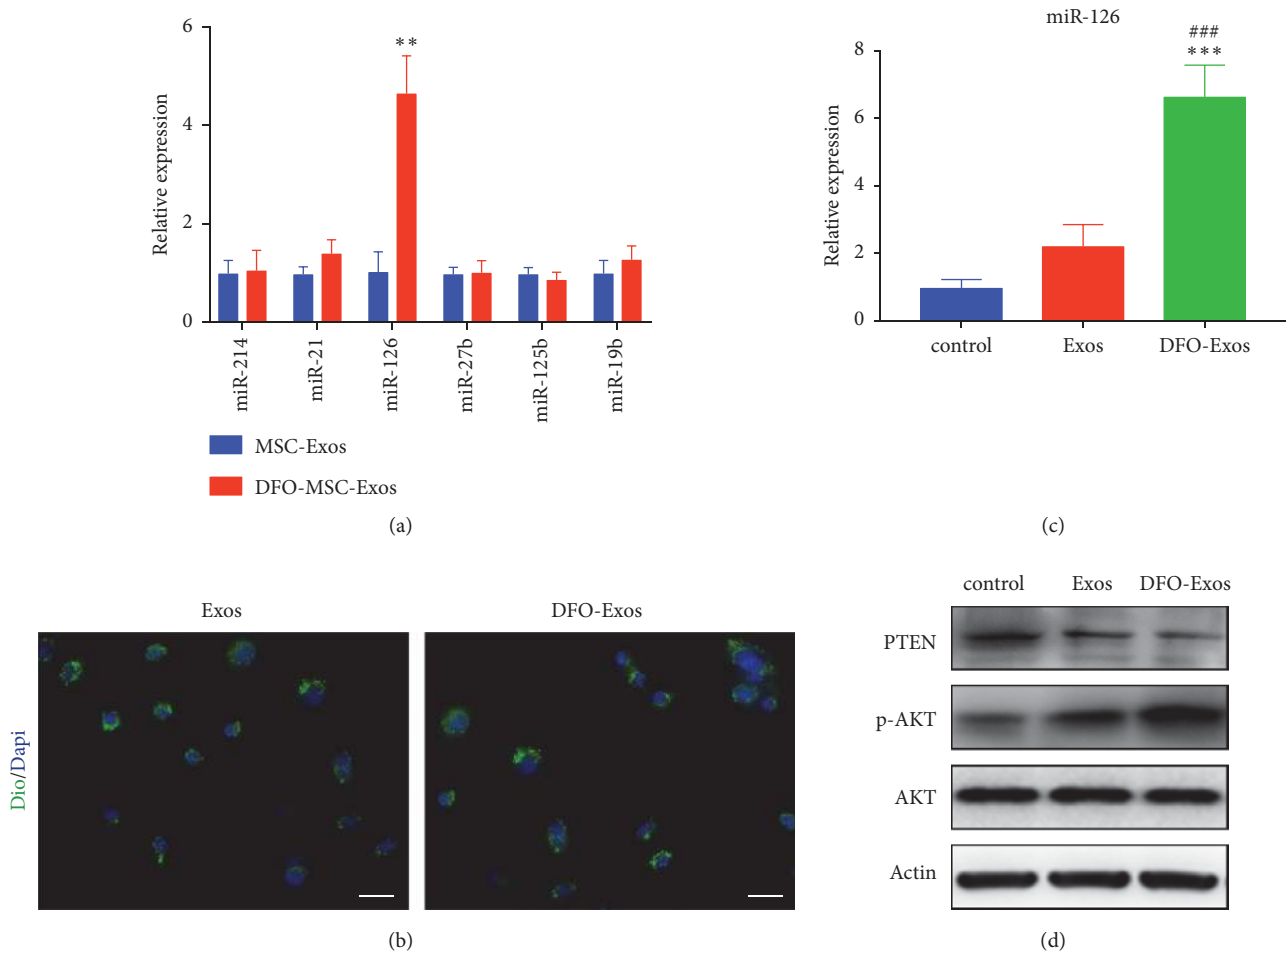 6
4
2
0
Relative expression
**
miR-214
miR-21
miR-126
miR-27b
miR-125b
miR-19b
MSC-Exos
DFO-MSC-Exos
(a)
miR-126
8
6
4
2
0
Relative expression
###
***
control Exos DFO-Exos
(c)
Exos DFO-Exos
Dio/Dapi
(b)
control Exos DFO-Exos
PTEN
p-AKT
AKT
Actin
(d)